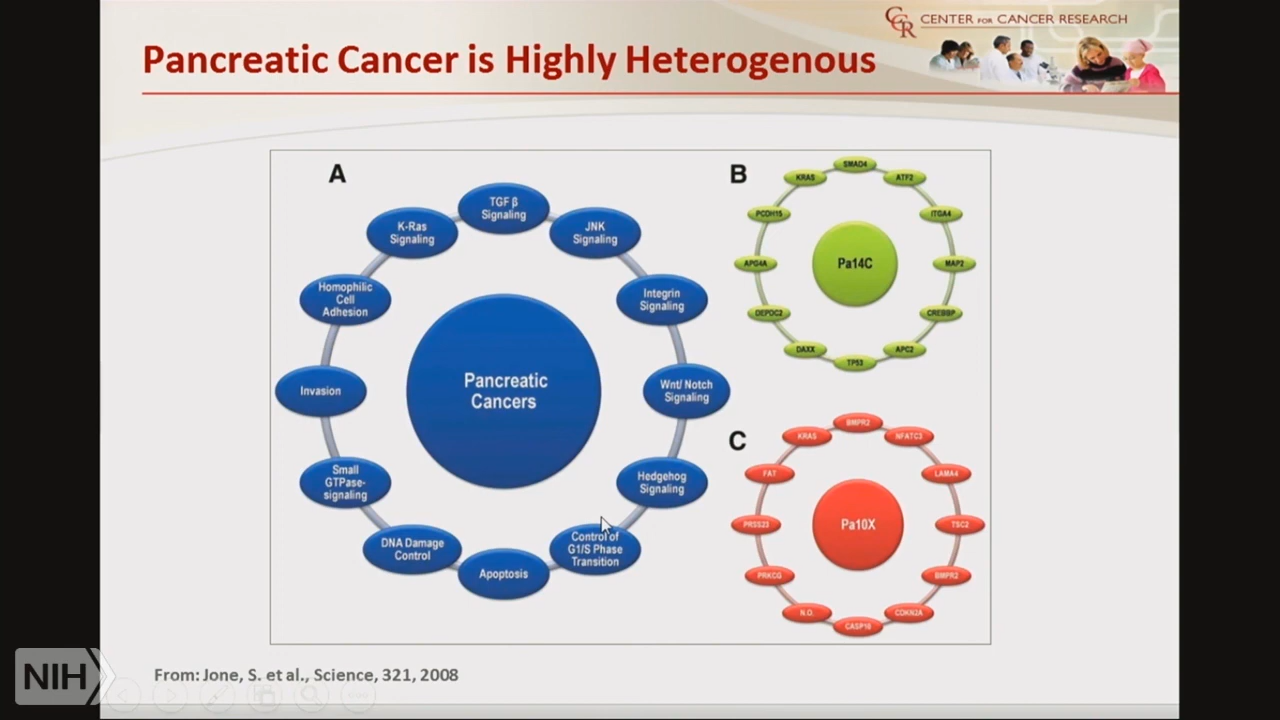 CCR CENTER FOR CANCER RESEARCH
Pancreatic Cancer is Highly Heterogenous
A
TGF β
Signaling
JNK
Signaling
Integrin
Signaling
Wnt/ Notch
Signaling
Hedgehog
Signaling
Control of
G1/S Phase
Transition
Apoptosis
DNA Damage
Control
Small
GTPase-
signaling
Invasion
Homophilic
Cell
Adhesion
K-Ras
Signaling
Pancreatic
Cancers
B
SMAD4
ATF2
ITGA4
MAP2
CREBBP
APC2
TP53
DAXX
DEPDC2
AP04A
PCDH15
KRAS
Pa14C
C
BMPR2
NFATC3
LAMA4
TSC2
BMPR2
CDKN2A
CASP10
N.D.
PRKCG
PRSS23
FAT
KRAS
Pa10X
From: Jone, S. et al., Science, 321, 2008
NIH